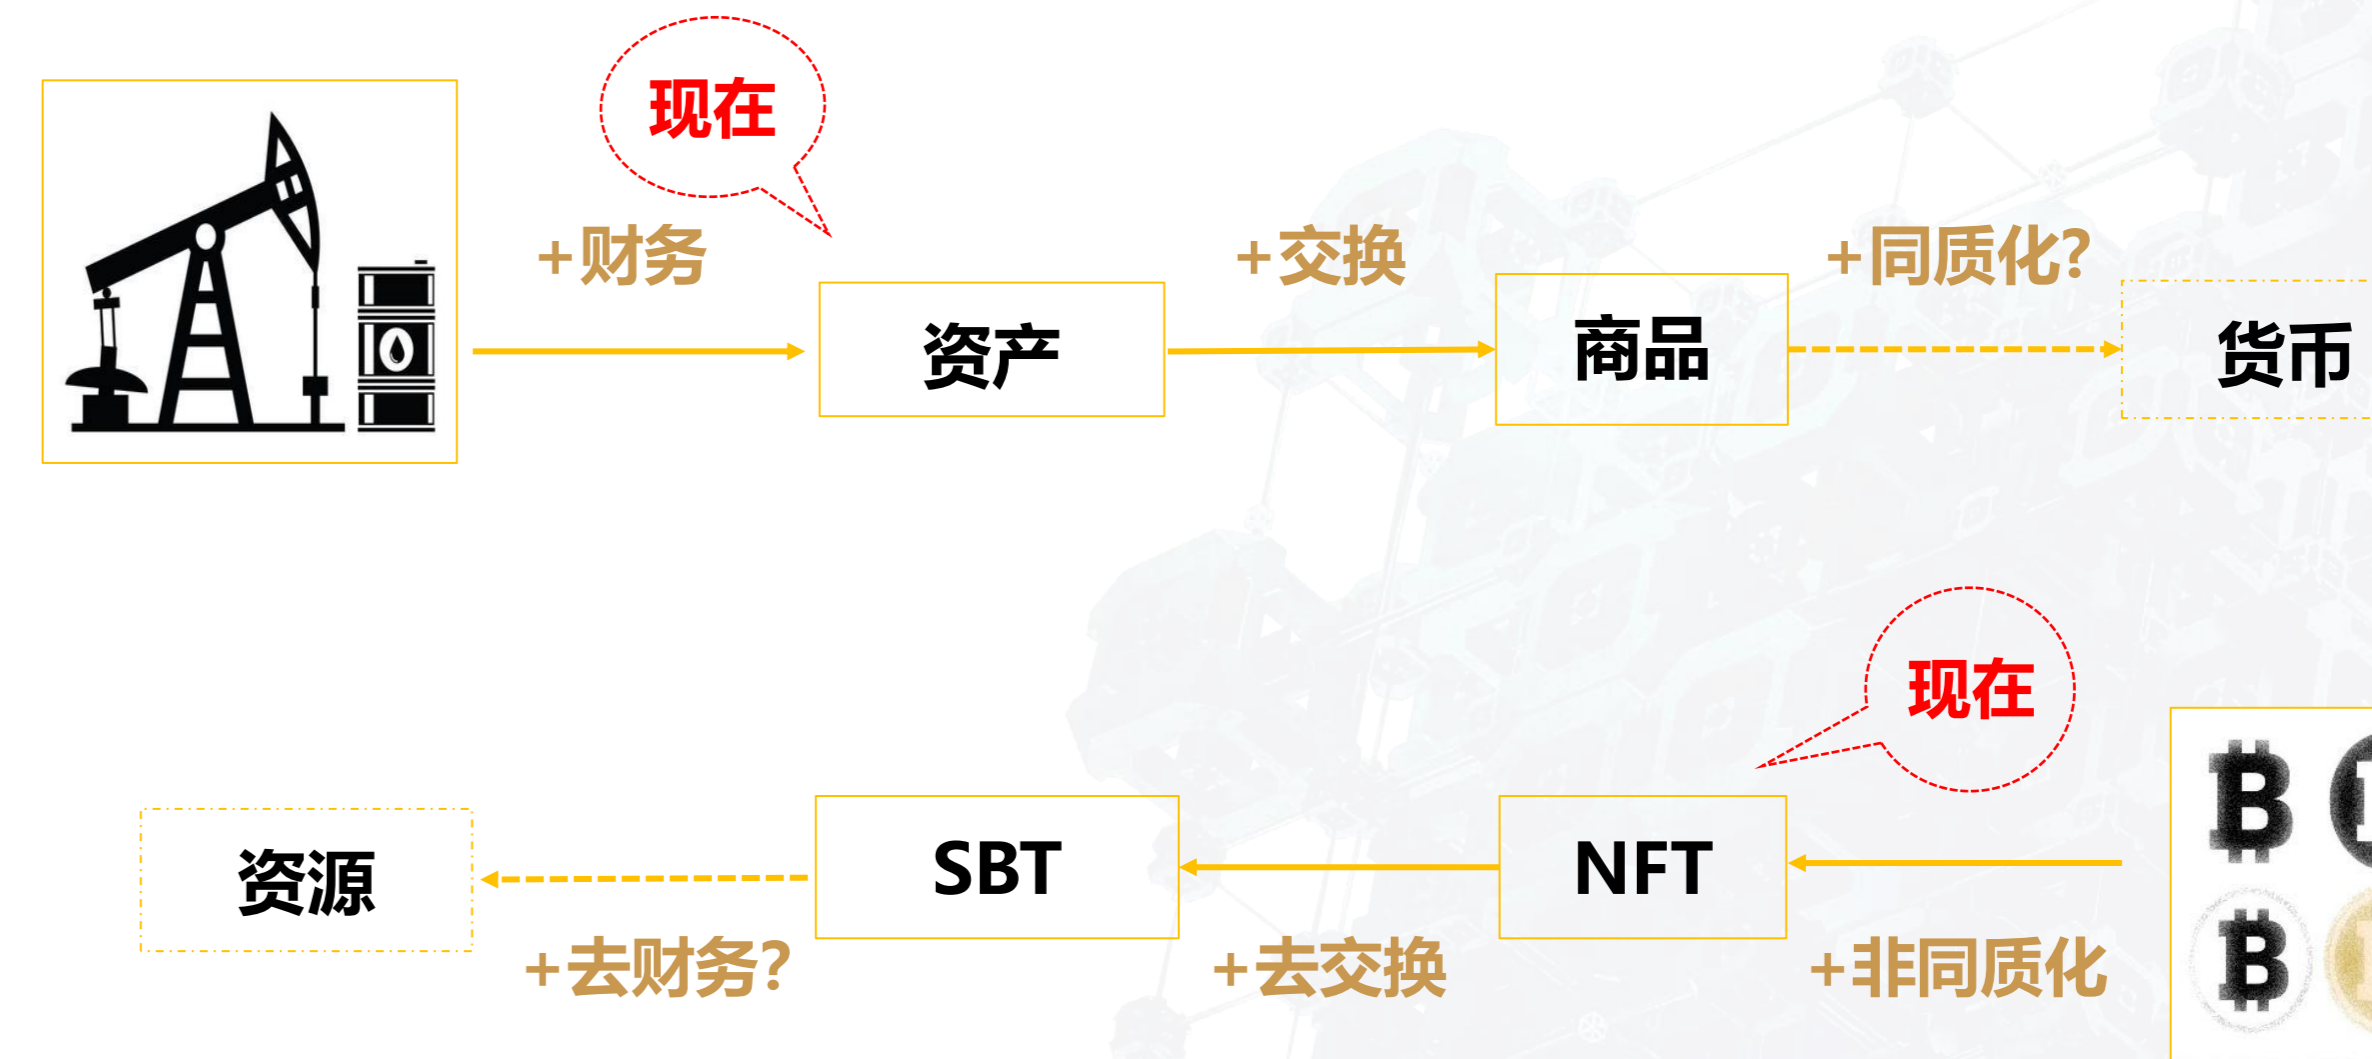 现在
+财务
+交换
+同质化?
资产
商品
货币
现在
资源
SBT
NFT
+去财务?
+去交换
+非同质化